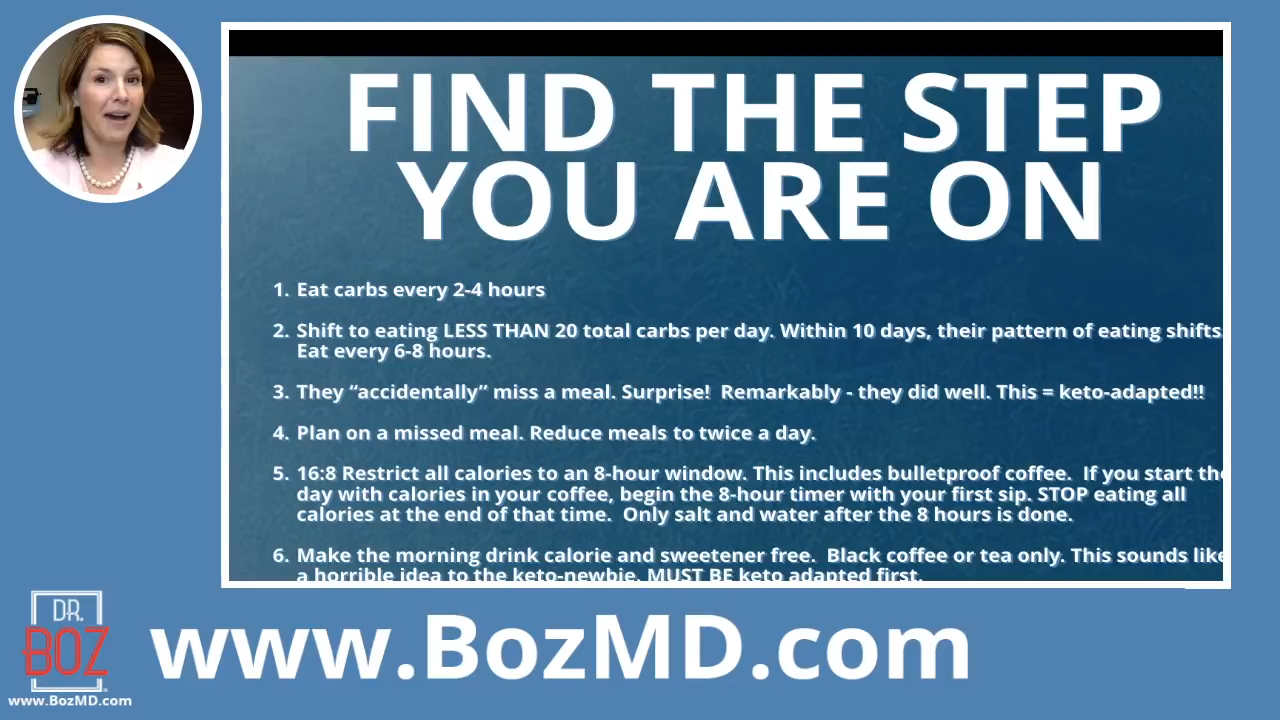 FIND THE STEP
YOU ARE ON
1. Eat carbs every 2-4 hours
2. Shift to eating LESS THAN 20 total carbs per day. Within 10 days, their pattern of eating shifts.
Eat every 6-8 hours.
3. They “accidentally” miss a meal. Surprise!  Remarkably - they did well. This = keto-adapted!!
4. Plan on a missed meal. Reduce meals to twice a day.
5. 16:8 Restrict all calories to an 8-hour window. This includes bulletproof coffee.  If you start the
day with calories in your coffee, begin the 8-hour timer with your first sip. STOP eating all
calories at the end of that time.  Only salt and water after the 8 hours is done.
6. Make the morning drink calorie and sweetener free.  Black coffee or tea only. This sounds like
a horrible idea to the keto-newbie. MUST BE keto adapted first.
DR.
BOZ
www.BozMD.com
www.BozMD.com